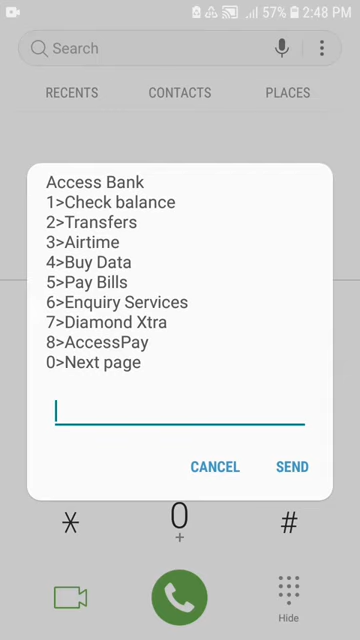 57% 2:48 PM
Search
RECENTS CONTACTS PLACES
Access Bank
1>Check balance
2>Transfers
3>Airtime
4>Buy Data
5>Pay Bills
6>Enquiry Services
7>Diamond Xtra
8>AccessPay
0>Next page
CANCEL SEND
* 0 #
+
Hide